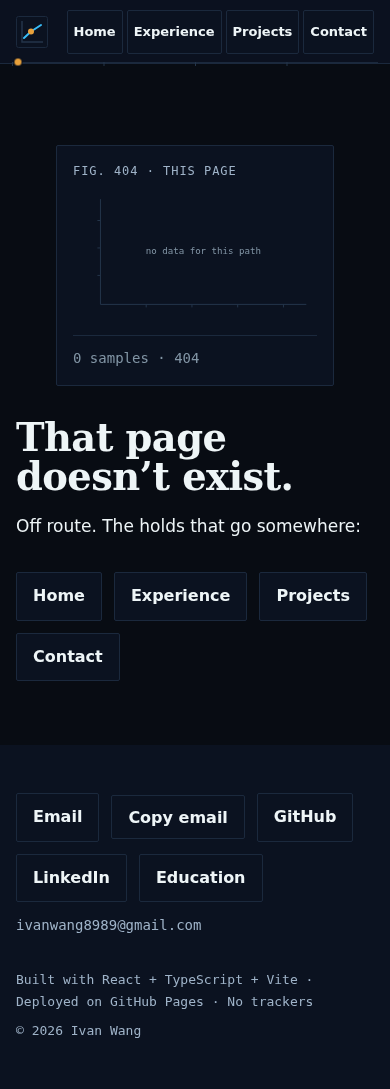 Home Experience Projects Contact
FIG. 404 · THIS PAGE
no data for this path
0 samples · 404
That page
doesn’t exist.
Off route. The holds that go somewhere:
Home Experience Projects
Contact
Email Copy email GitHub
LinkedIn Education
ivanwang8989@gmail.com
Built with React + TypeScript + Vite ·
Deployed on GitHub Pages · No trackers
© 2026 Ivan Wang